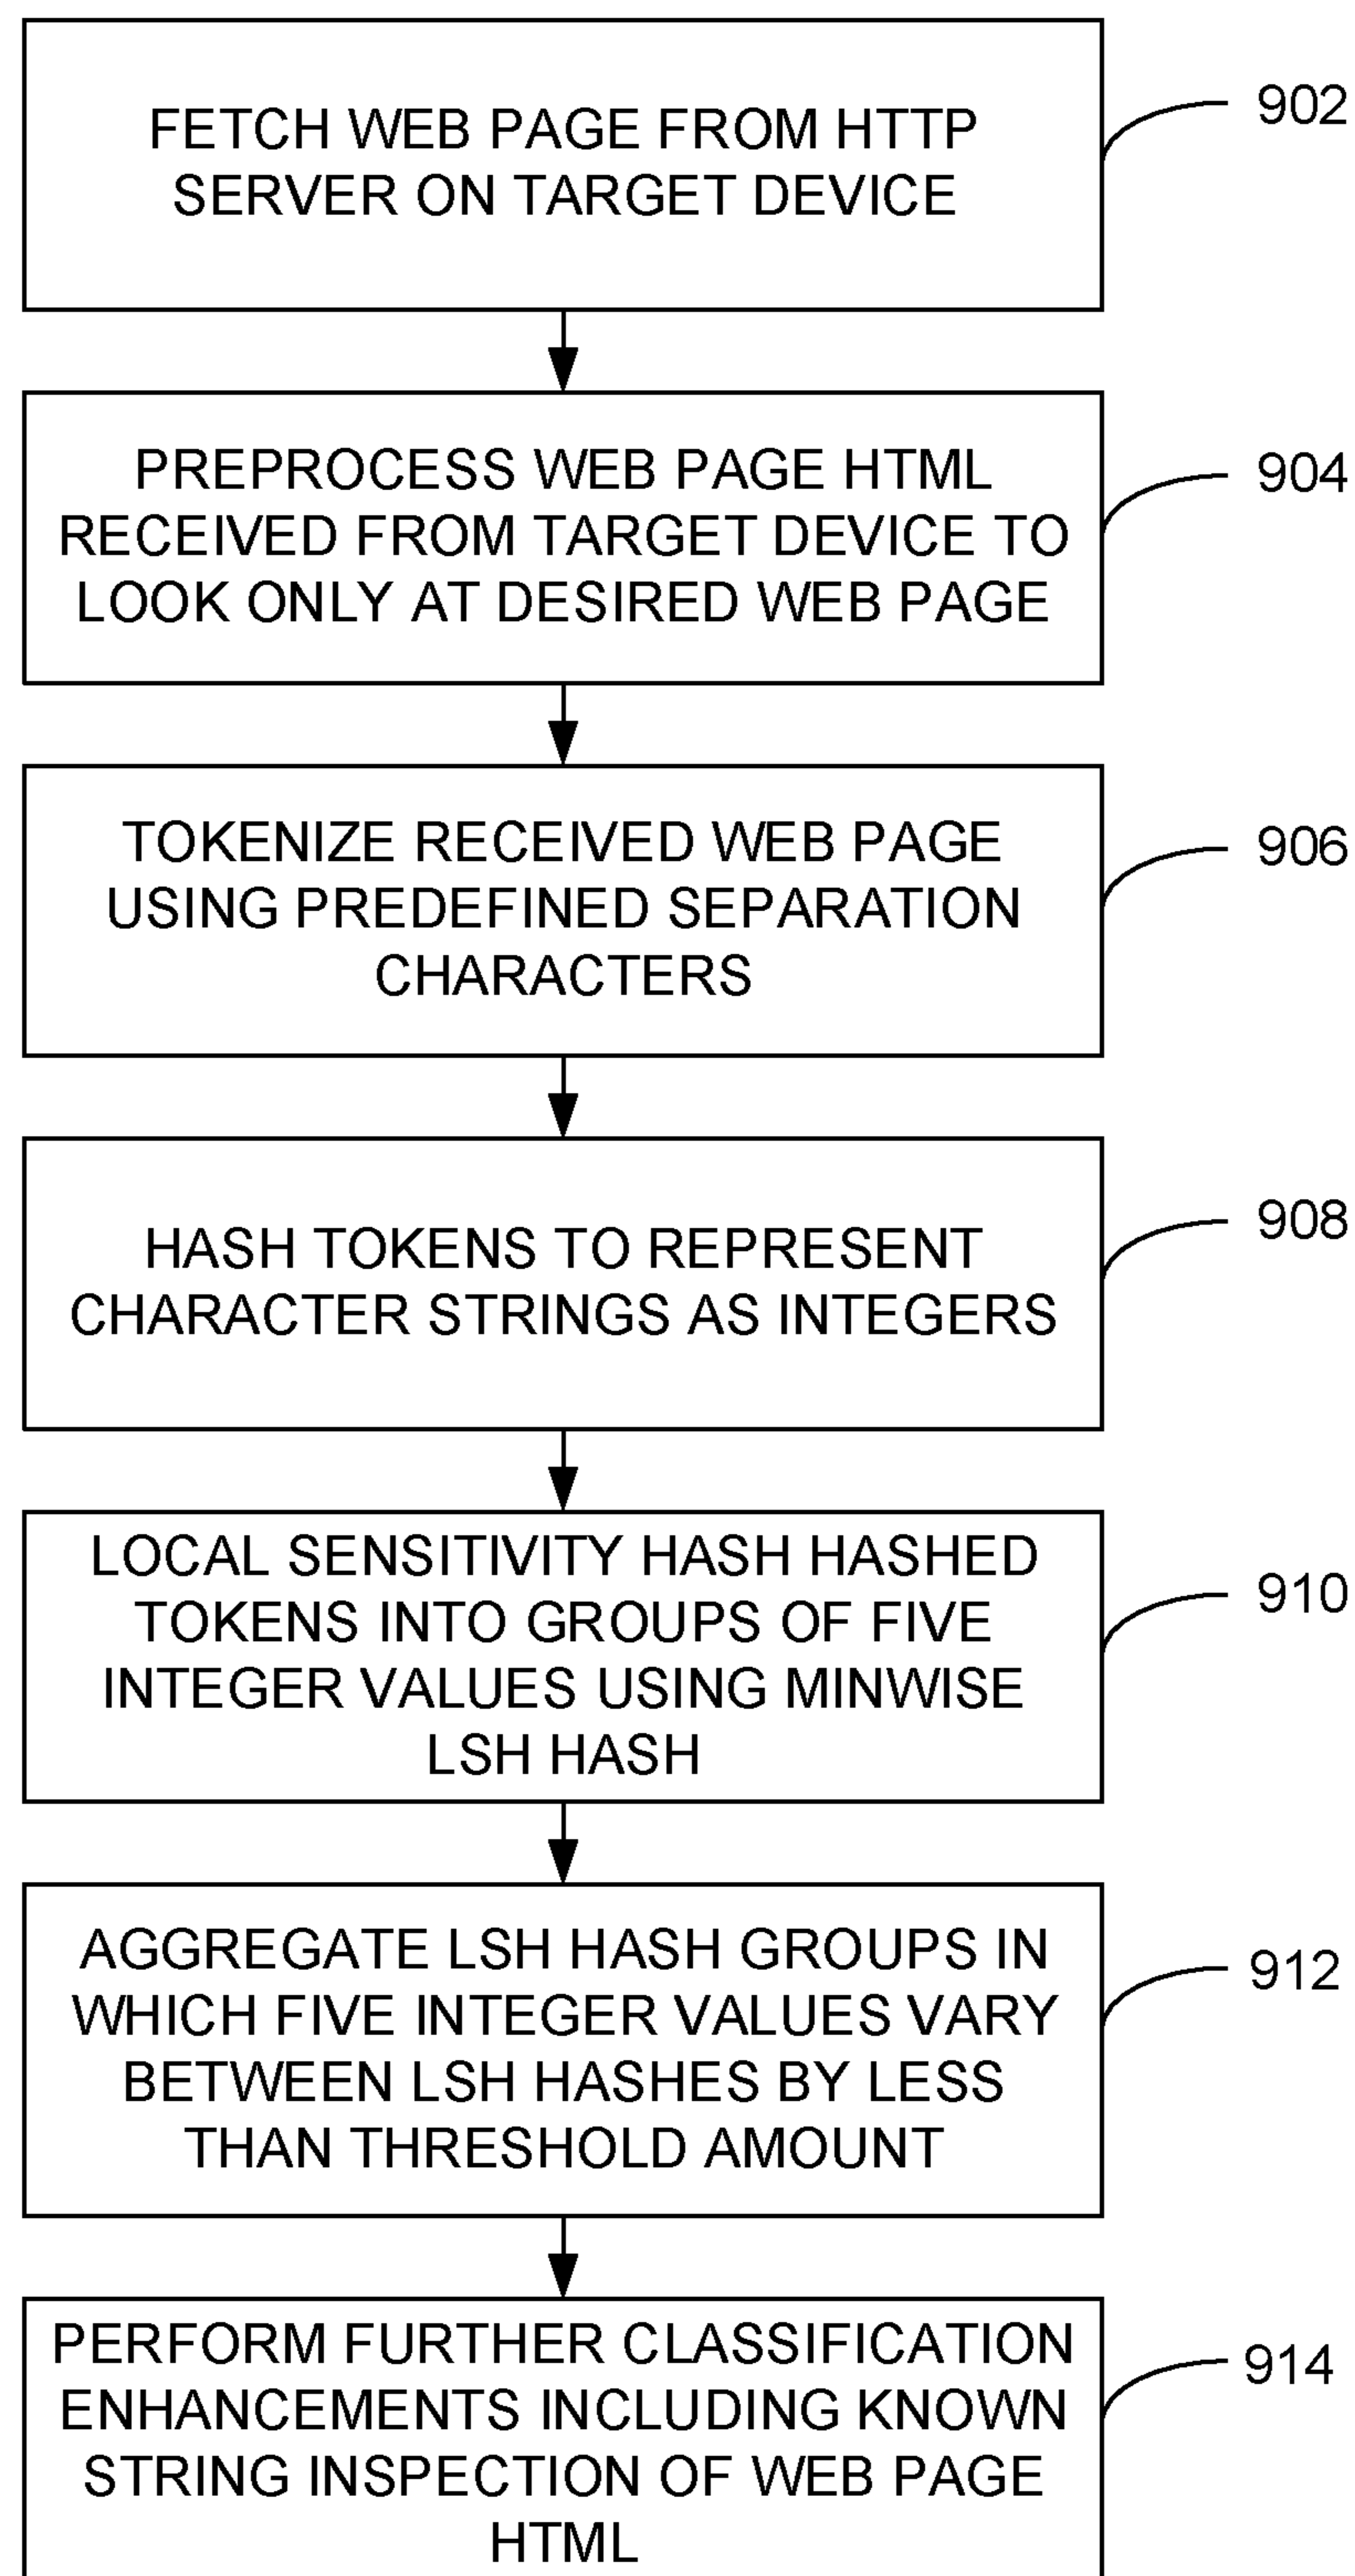 FETCH WEB PAGE FROM HTTP
SERVER ON TARGET DEVICE
902
PREPROCESS WEB PAGE HTML
RECEIVED FROM TARGET DEVICE TO
LOOK ONLY AT DESIRED WEB PAGE
904
TOKENIZE RECEIVED WEB PAGE
USING PREDEFINED SEPARATION
CHARACTERS
906
HASH TOKENS TO REPRESENT
CHARACTER STRINGS AS INTEGERS
908
LOCAL SENSITIVITY HASH HASHED
TOKENS INTO GROUPS OF FIVE
INTEGER VALUES USING MINWISE
LSH HASH
910
AGGREGATE LSH HASH GROUPS IN
WHICH FIVE INTEGER VALUES VARY
BETWEEN LSH HASHES BY LESS
THAN THRESHOLD AMOUNT
912
PERFORM FURTHER CLASSIFICATION
ENHANCEMENTS INCLUDING KNOWN
STRING INSPECTION OF WEB PAGE
HTML
914